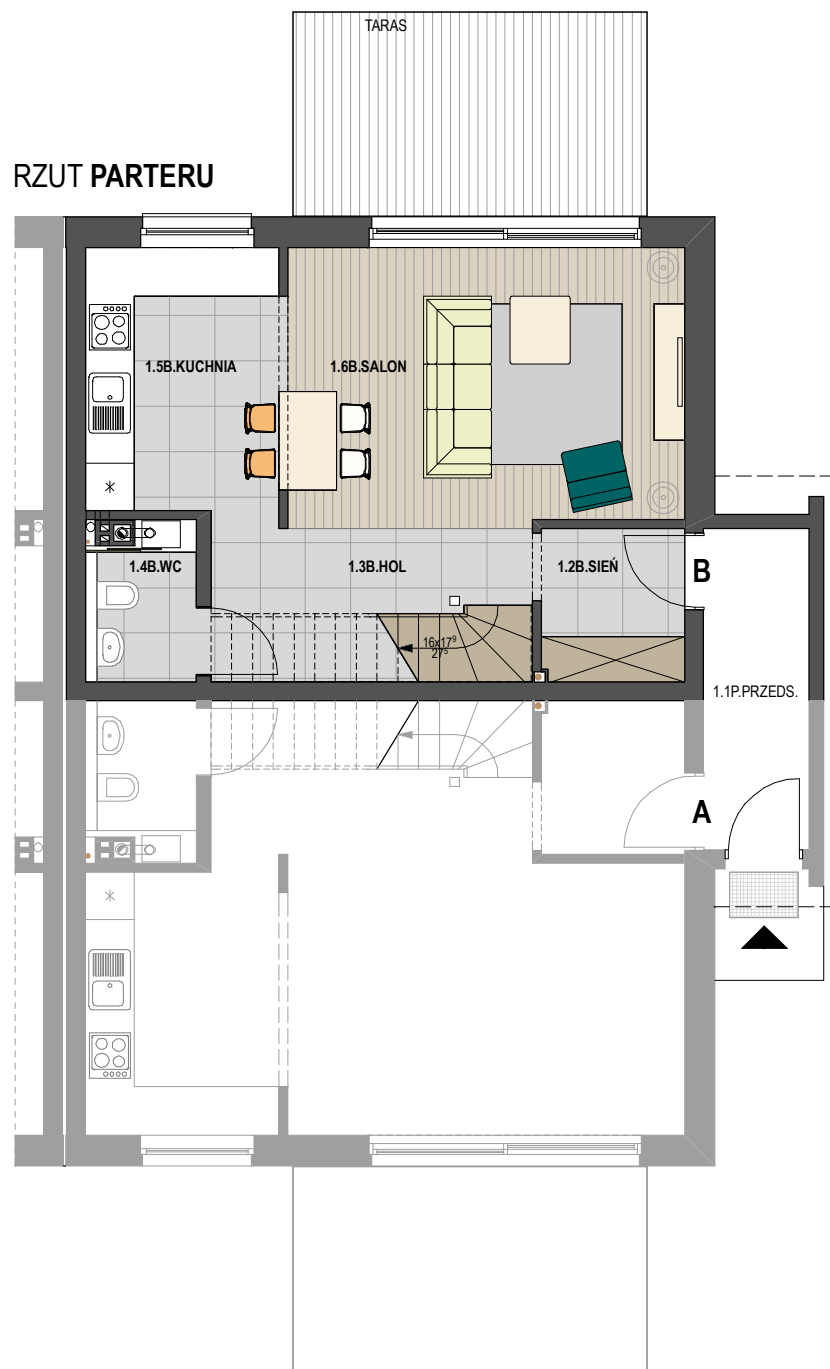 TARAS
RZUT PARTERU
1.5B.KUCHNIA
1.6B.SALON
1.4B.WC
1.3B.HOL
1.2B.SIEŃ
B
16x17⁹
27⁵
1.1P.PRZEDS.
A